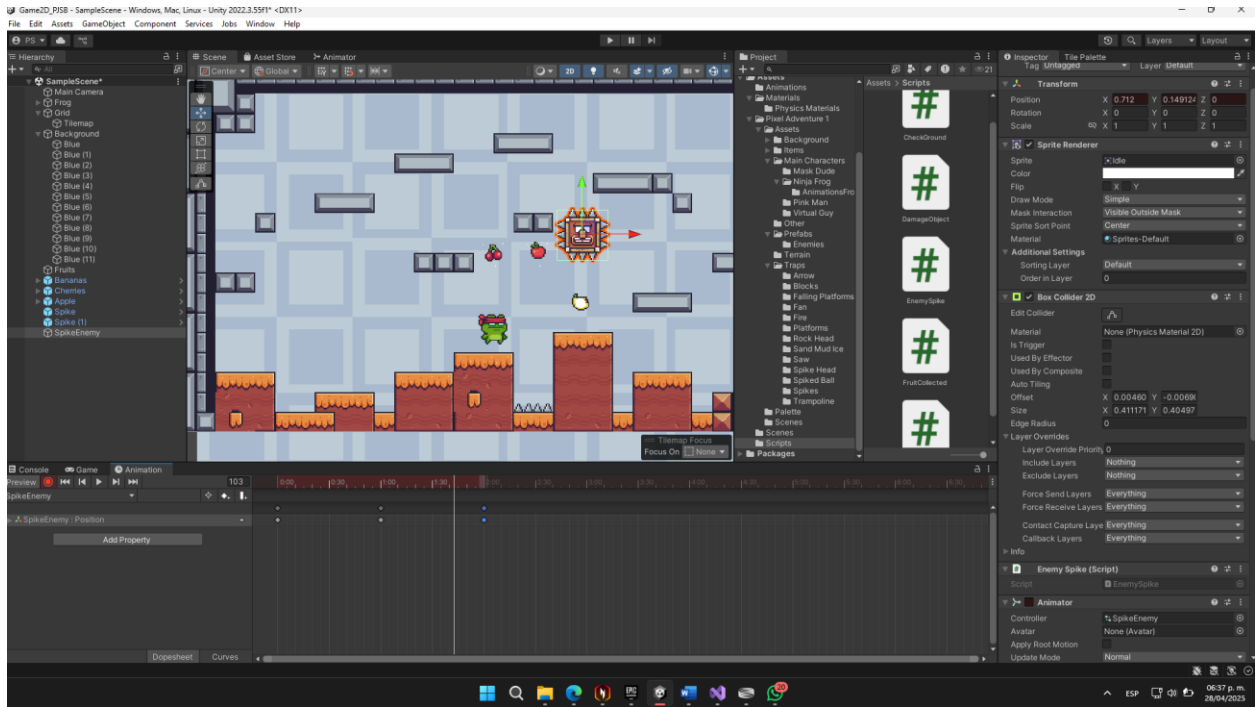 Game2D_PJSB - SampleScene - Windows, Mac, Linux - Unity 2022.3.55f1* <DX11>
File Edit Assets GameObject Component Services Jobs Window Help
PS Layers Layout
Hierarchy
All
SampleScene*
Main Camera
Frog
Grid
Tilemap
Background
Blue
Blue (1)
Blue (2)
Blue (3)
Blue (4)
Blue (5)
Blue (6)
Blue (7)
Blue (8)
Blue (9)
Blue (10)
Blue (11)
Fruits
Bananas
Cherries
Apple
Spike
Spike (1)
SpikeEnemy
Scene Asset Store Animator
Center Global 2D
Tilemap Focus
Focus On None
Project
21
Assets
Animations
Materials
Physics Materials
Pixel Adventure 1
Assets
Background
Items
Main Characters
Mask Dude
Ninja Frog
AnimationsFro
Pink Man
Virtual Guy
Other
Prefabs
Enemies
Terrain
Traps
Arrow
Blocks
Falling Platforms
Fan
Fire
Platforms
Rock Head
Sand Mud Ice
Saw
Spike Head
Spiked Ball
Spikes
Trampoline
Palette
Scenes
Scenes
Scripts
Packages
Assets > Scripts
#
CheckGround
#
DamageObject
#
EnemySpike
#
FruitCollected
#
Inspector Tile Palette
Tag Untagged Layer Default
Transform
Position X 0.712 Y 0.149124 Z 0
Rotation X 0 Y 0 Z 0
Scale X 1 Y 1 Z 1
Sprite Renderer
Sprite Idle
Color
Flip X Y
Draw Mode Simple
Mask Interaction Visible Outside Mask
Sprite Sort Point Center
Material Sprites-Default
Additional Settings
Sorting Layer Default
Order in Layer 0
Box Collider 2D
Edit Collider
Material None (Physics Material 2D)
Is Trigger
Used By Effector
Used By Composite
Auto Tiling
Offset X 0.00460 Y -0.0069
Size X 0.411171 Y 0.40497
Edge Radius 0
Layer Overrides
Layer Override Priority 0
Include Layers Nothing
Exclude Layers Nothing
Force Send Layers Everything
Force Receive Layers Everything
Contact Capture Laye Everything
Callback Layers Everything
Info
Enemy Spike (Script)
Script EnemySpike
Animator
Controller SpikeEnemy
Avatar None (Avatar)
Apply Root Motion
Update Mode Normal
Console Game Animation
Preview 103 0:00 0:30 1:00 1:30 2:00
SpikeEnemy
SpikeEnemy : Position
Add Property
Dopesheet Curves
EPIC
20
ESP
06:37 p. m.
28/04/2025